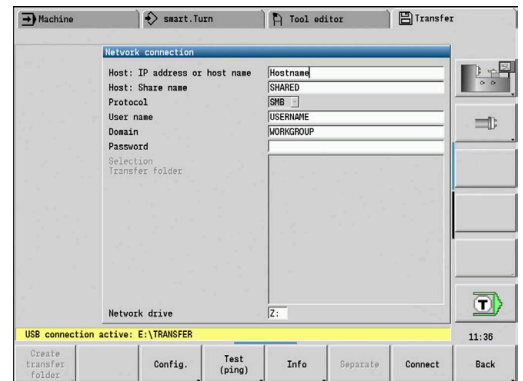 Machine
smart.Turn
Tool editor
Transfer
Network connection
Host: IP address or host name
Hostname
Host: Share name
SHARED
Protocol
SMB
User name
USERNAME
Domain
WORKGROUP
Password
Selection
Transfer folder
Network drive
Z:
T
USB connection active: E:\TRANSFER
11:36
Create
transfer
folder
Config.
Test
(ping)
Info
Separate
Connect
Back